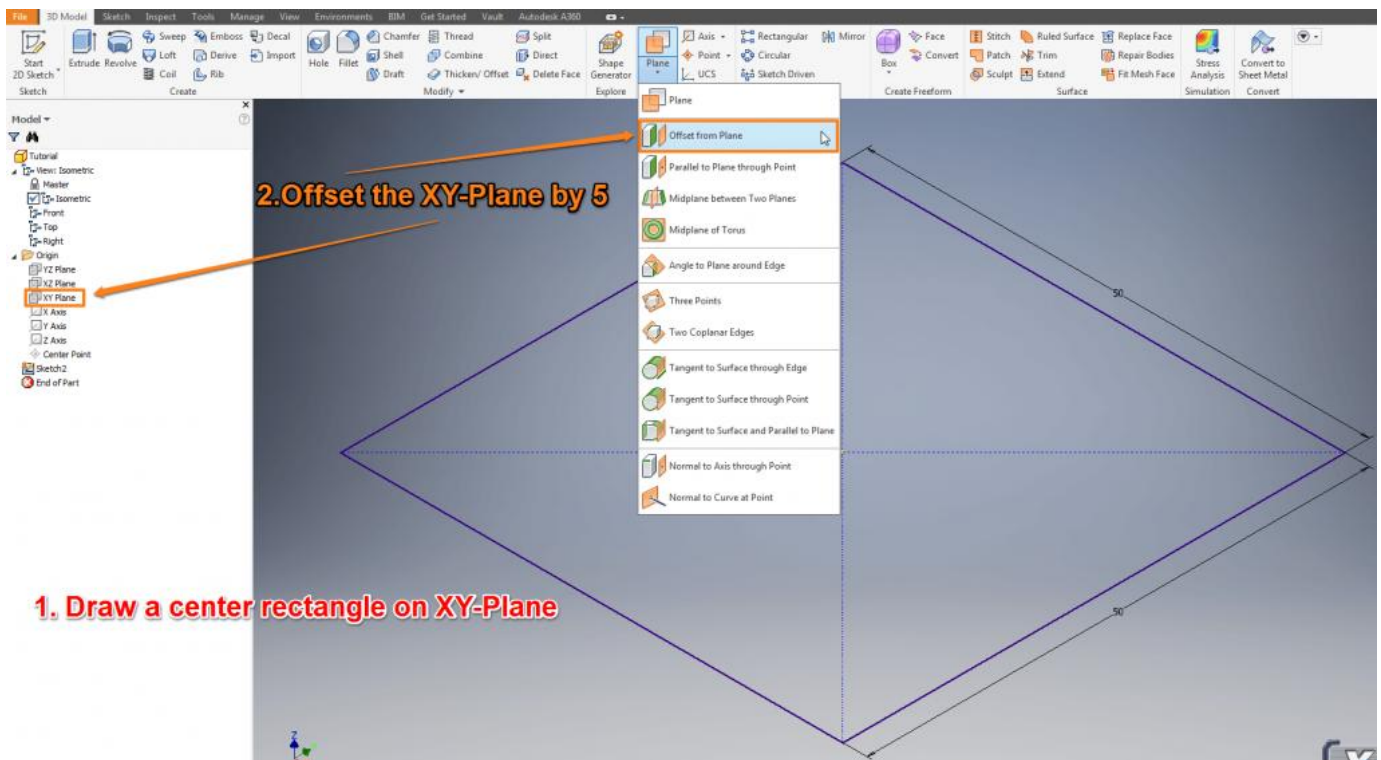 File 3D Model Sketch Inspect Tools Manage View Environments BIM Get Started Vault Autodesk A360
Start 2D Sketch
Extrude Revolve
Sweep Emboss Decal
Loft Derive Import
Coil Rib
Hole Fillet
Chamfer Thread Split
Shell Combine Direct
Draft Thicken/ Offset Delete Face
Shape Generator
Plane
Axis Rectangular Mirror
Point Circular
UCS Sketch Driven
Box
Face
Convert
Stitch Ruled Surface Replace Face
Patch Trim Repair Bodies
Sculpt Extend Fit Mesh Face
Stress Analysis
Convert to Sheet Metal
Sketch Create Modify Explore Create Freeform Surface Simulation Convert
Model
Tutorial
View: Isometric
Master
Isometric
Front
Top
Right
Origin
YZ Plane
XZ Plane
XY Plane
X Axis
Y Axis
Z Axis
Center Point
Sketch2
End of Part
Plane
Offset from Plane
Parallel to Plane through Point
Midplane between Two Planes
Midplane of Torus
Angle to Plane around Edge
Three Points
Two Coplanar Edges
Tangent to Surface through Edge
Tangent to Surface through Point
Tangent to Surface and Parallel to Plane
Normal to Axis through Point
Normal to Curve at Point
2.Offset the XY-Plane by 5
50
50
1. Draw a center rectangle on XY-Plane
Z